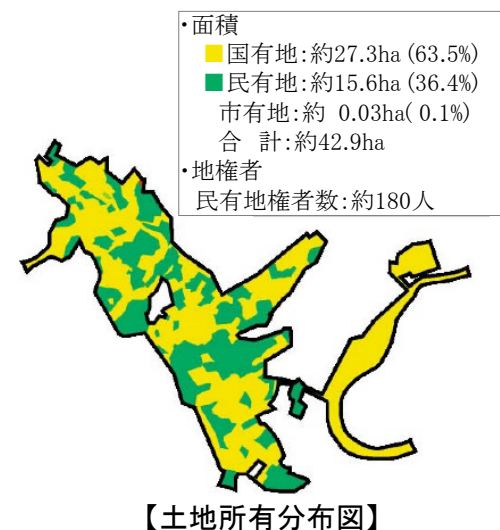 ・面積
国有地:約27.3ha(63.5%)
民有地:約15.6ha(36.4%)
市有地:約 0.03ha( 0.1%)
合 計:約42.9ha
・地権者
民有地権者数:約180人
【土地所有分布図】